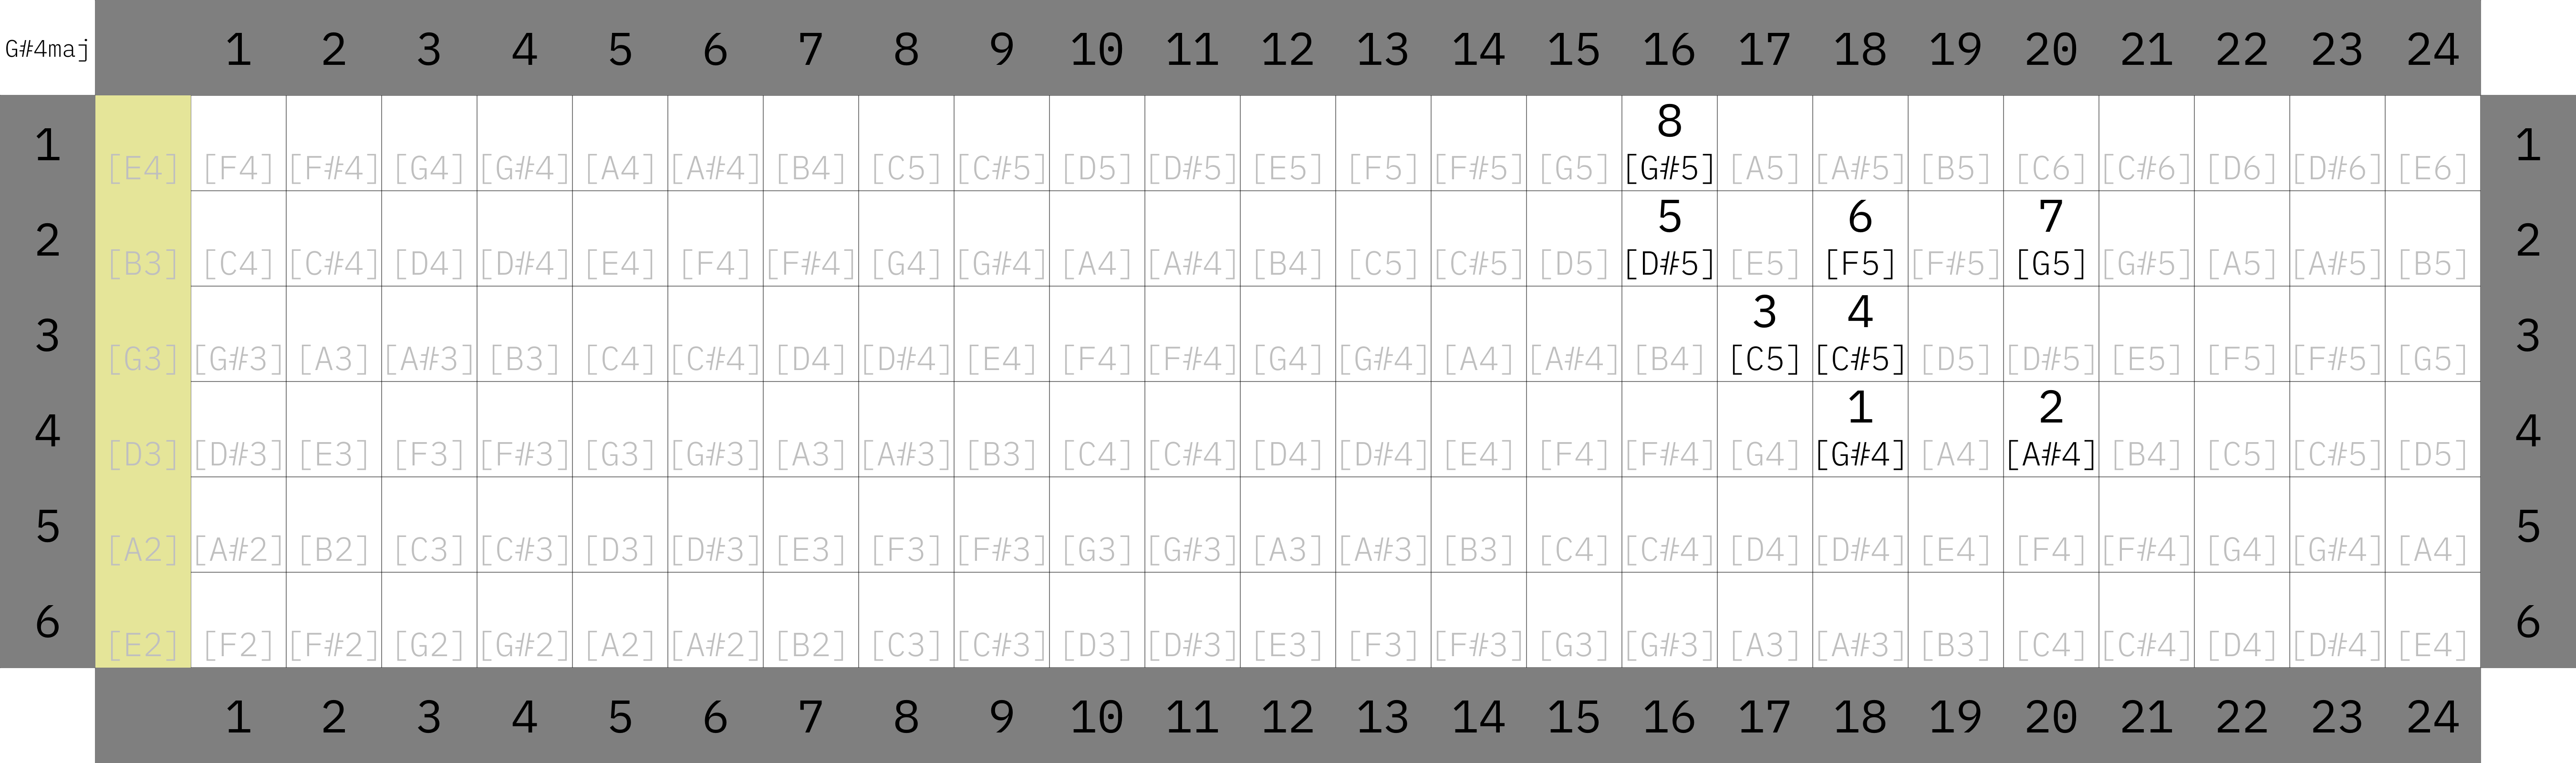 G#4maj 1 2 3 4 5 6 7 8 9 10 11 12 13 14 15 16 17 18 19 20 21 22 23 24
8
1 [E4] [F4] [F#4] [G4] [G#4] [A4] [A#4] [B4] [C5] [C#5] [D5] [D#5] [E5] [F5] [F#5] [G5] [G#5] [A5] [A#5] [B5] [C6] [C#6] [D6] [D#6] [E6] 1
5 6 7
2 [B3] [C4] [C#4] [D4] [D#4] [E4] [F4] [F#4] [G4] [G#4] [A4] [A#4] [B4] [C5] [C#5] [D5] [D#5] [E5] [F5] [F#5] [G5] [G#5] [A5] [A#5] [B5] 2
3 4
3 [G3] [G#3] [A3] [A#3] [B3] [C4] [C#4] [D4] [D#4] [E4] [F4] [F#4] [G4] [G#4] [A4] [A#4] [B4] [C5] [C#5] [D5] [D#5] [E5] [F5] [F#5] [G5] 3
1 2
4 [D3] [D#3] [E3] [F3] [F#3] [G3] [G#3] [A3] [A#3] [B3] [C4] [C#4] [D4] [D#4] [E4] [F4] [F#4] [G4] [G#4] [A4] [A#4] [B4] [C5] [C#5] [D5] 4
5 [A2] [A#2] [B2] [C3] [C#3] [D3] [D#3] [E3] [F3] [F#3] [G3] [G#3] [A3] [A#3] [B3] [C4] [C#4] [D4] [D#4] [E4] [F4] [F#4] [G4] [G#4] [A4] 5
6 [E2] [F2] [F#2] [G2] [G#2] [A2] [A#2] [B2] [C3] [C#3] [D3] [D#3] [E3] [F3] [F#3] [G3] [G#3] [A3] [A#3] [B3] [C4] [C#4] [D4] [D#4] [E4] 6
1 2 3 4 5 6 7 8 9 10 11 12 13 14 15 16 17 18 19 20 21 22 23 24